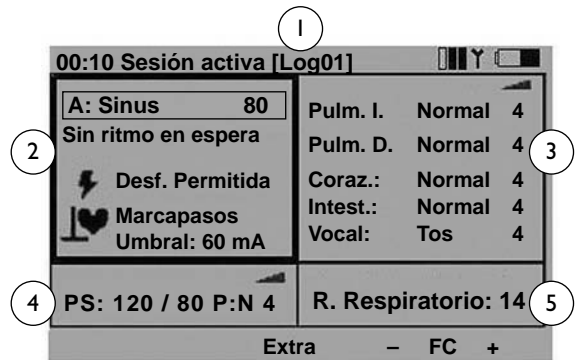 1
00:10 Sesión activa [Log01]
A: Sinus 80
Sin ritmo en espera
Desf. Permitida
Marcapasos
Umbral: 60 mA
2
Pulm. I. Normal 4
Pulm. D. Normal 4
Coraz.: Normal 4
Intest.: Normal 4
Vocal: Tos 4
3
4
PS: 120 / 80 P:N 4
R. Respiratorio: 14
5
Extra – FC +